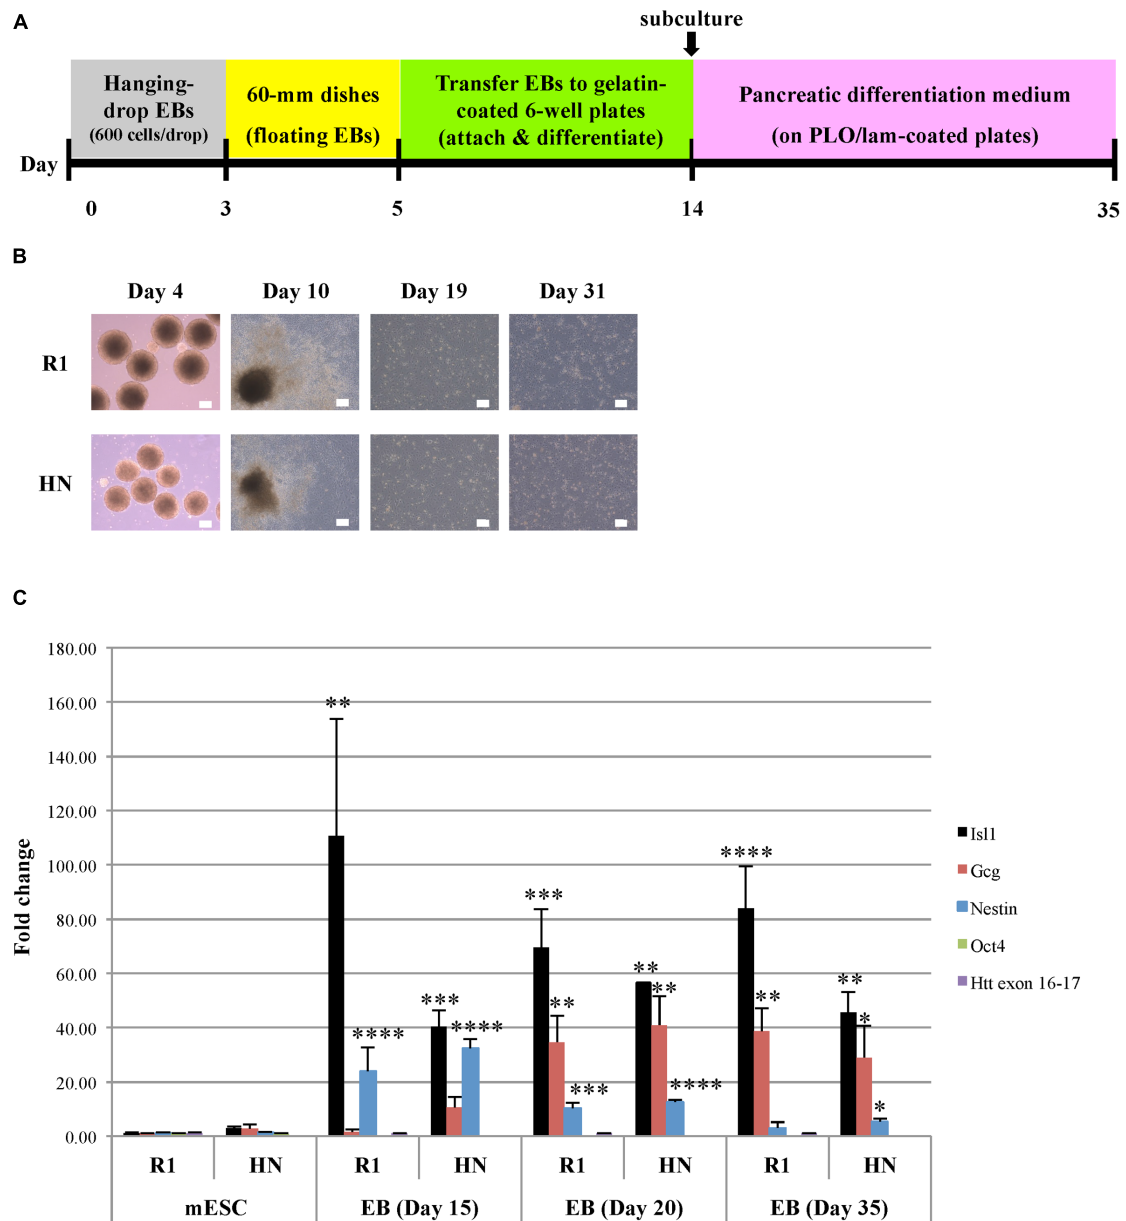 A
subculture
Hanging-
drop EBs
(600 cells/drop)
60-mm dishes
(floating EBs)
Transfer EBs to gelatin-
coated 6-well plates
(attach & differentiate)
Pancreatic differentiation medium
(on PLO/lam-coated plates)
Day
0 3 5 14 35
B
Day 4 Day 10 Day 19 Day 31
R1
HN
C
Fold change
180.00
160.00
140.00
120.00
100.00
80.00
60.00
40.00
20.00
0.00
** 
**** 
*** 
**** 
*** 
** 
*** 
** 
** 
**** 
**** 
** 
** 
* 
*
Isl1
Gcg
Nestin
Oct4
Htt exon 16-17
R1 HN R1 HN R1 HN R1 HN
mESC EB (Day 15) EB (Day 20) EB (Day 35)